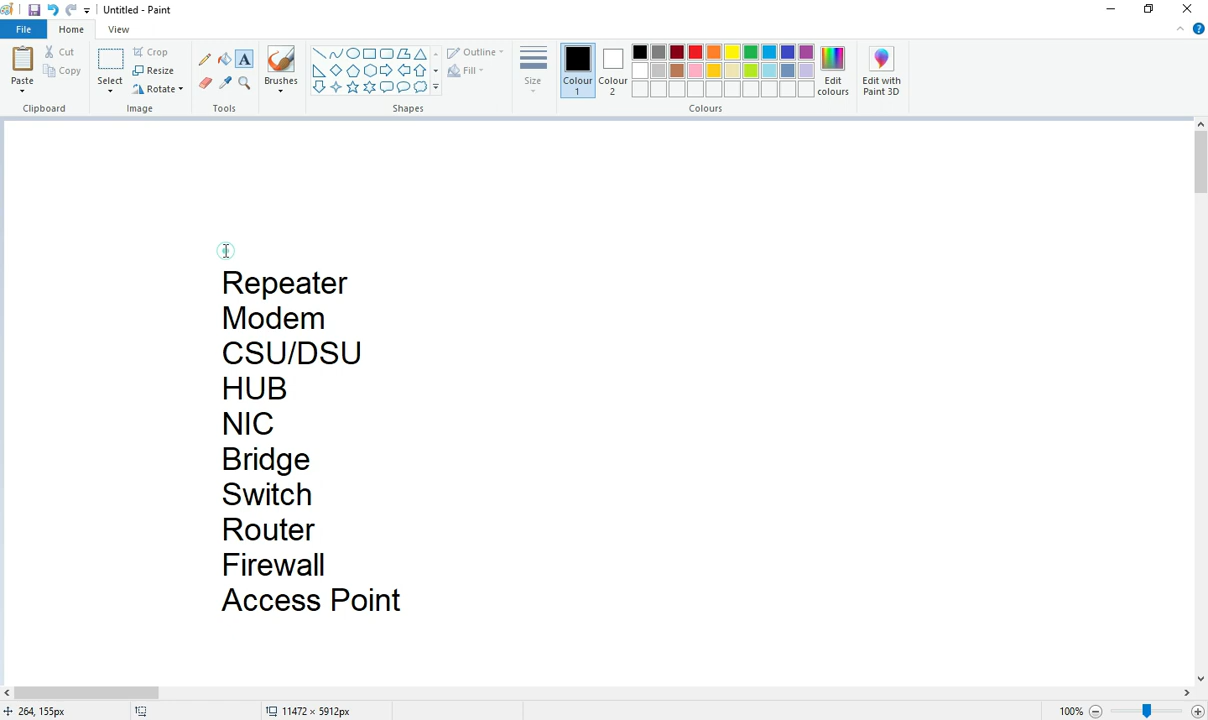 Untitled - Paint
File Home View
Paste
Cut
Copy
Clipboard
Select
Crop
Resize
Rotate
Image
A
Tools
Brushes
Shapes
Outline
Fill
Size
Colour 1
Colour 2
Colours
Edit colours
Edit with Paint 3D
Repeater
Modem
CSU/DSU
HUB
NIC
Bridge
Switch
Router
Firewall
Access Point
264, 155px 11472 × 5912px 100%